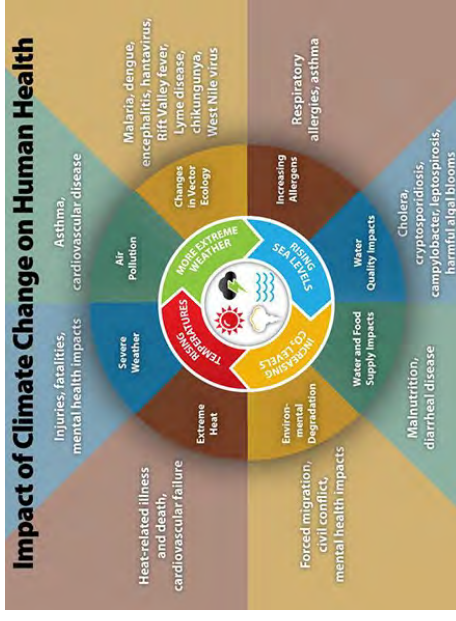 Impact of Climate Change on Human Health
Injuries, fatalities,
mental health impacts
Asthma,
cardiovascular disease
Heat-related illness
and death,
cardiovascular failure
Malaria, dengue,
encephalitis, hantavirus,
Rift Valley fever,
Lyme disease,
chikungunya,
West Nile virus
Severe
Weather
Air
Pollution
Extreme
Heat
Changes
in Vector
Ecology
RISING
TEMPERATURES
MORE EXTREME
WEATHER
INCREASING
CO₂ LEVELS
RISING
SEA LEVELS
Environ-
mental
Degradation
Increasing
Allergens
Water and Food
Supply Impacts
Water
Quality Impacts
Forced migration,
civil conflict,
mental health impacts
Respiratory
allergies, asthma
Malnutrition,
diarrheal disease
Cholera,
cryptosporidiosis,
campylobacter, leptospirosis,
harmful algal blooms